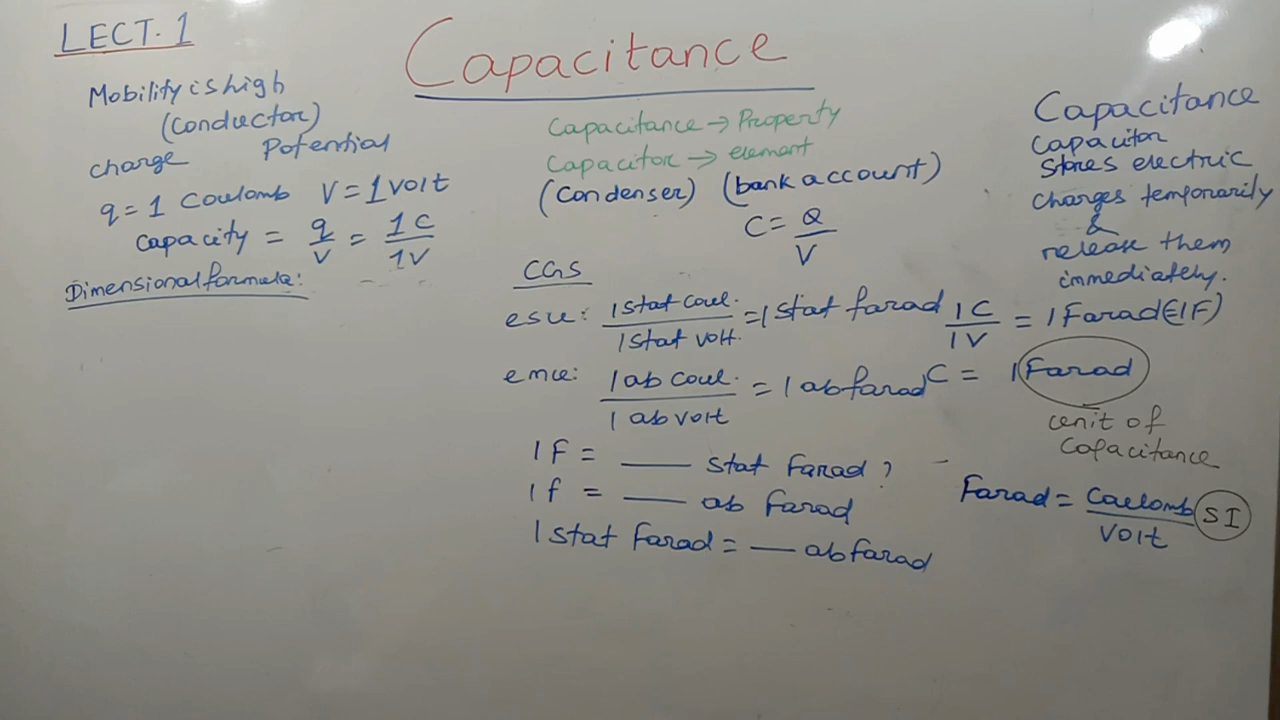 LECT. 1
Capacitance
Mobility is high
(Conductor)
charge Potential
q = 1 Coulomb V = 1 volt
Capacity = q/V = 1C/1V
Dimensional formula:
Capacitance → Property
Capacitor → element
(Condenser) (bank account)
C = Q/V
CGS
esu: 1 Stat Coul./1 Stat volt. = 1 Stat farad
emu: 1 ab Coul./1 ab volt = 1 ab farad
1 F = ___ Stat Farad?
1 f = ___ ab Farad
1 Stat Farad = ___ ab farad
Capacitance
Capacitor
Stores electric
Charges temporarily
&
release them
immediately.
1C/1V = 1 Farad (=1F)
C = 1 Farad
unit of
Capacitance
Farad = Coulomb/Volt SI